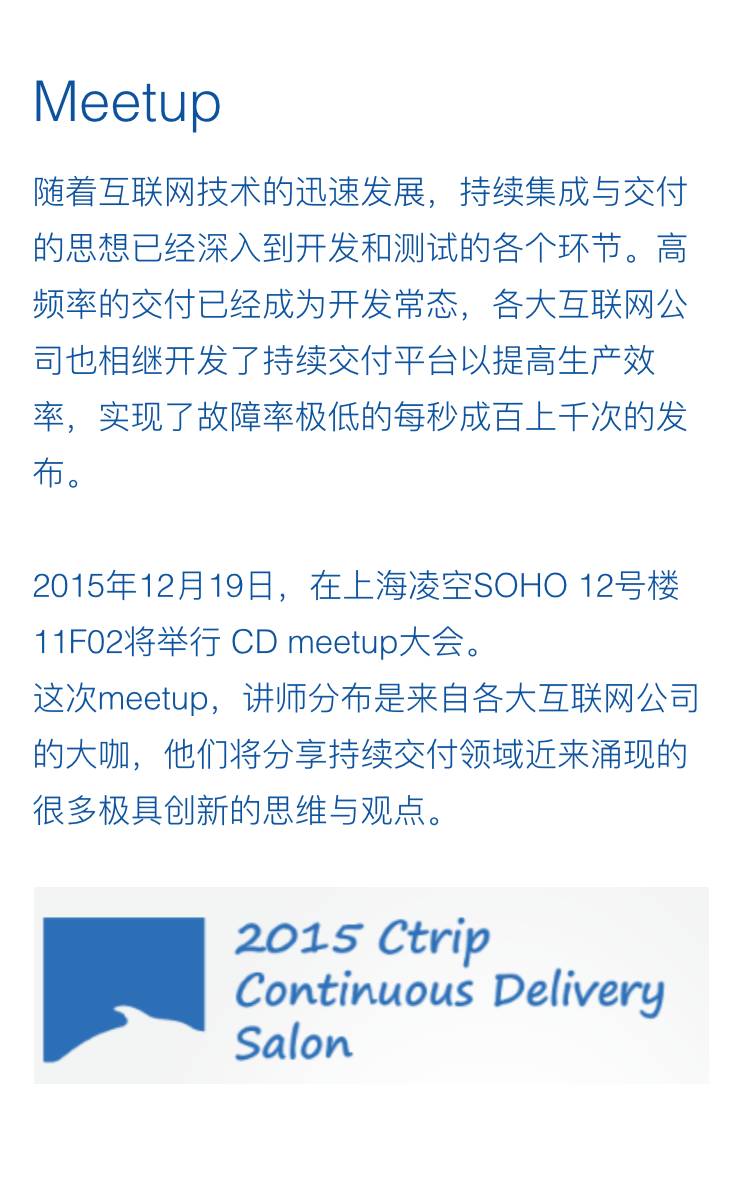 Meetup
随着互联网技术的迅速发展，持续集成与交付
的思想已经深入到开发和测试的各个环节。高
频率的交付已经成为开发常态，各大互联网公
司也相继开发了持续交付平台以提高生产效
率，实现了故障率极低的每秒成百上千次的发
布。
2015年12月19日，在上海凌空SOHO 12号楼
11F02将举行 CD meetup大会。
这次meetup，讲师分布是来自各大互联网公司
的大咖，他们将分享持续交付领域近来涌现的
很多极具创新的思维与观点。
2015 Ctrip
Continuous Delivery
Salon